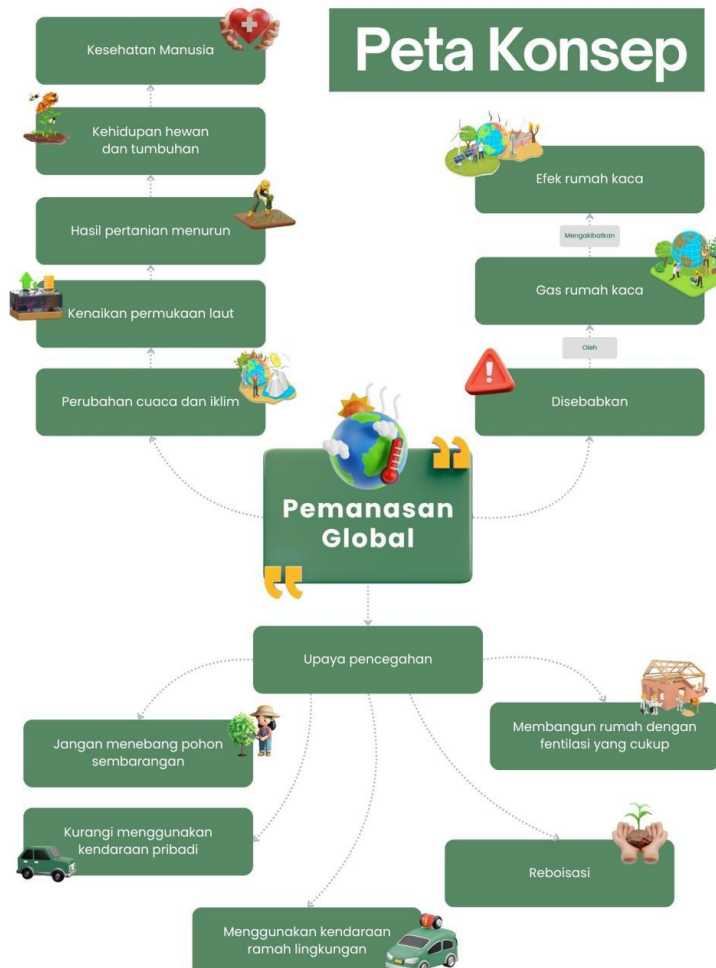 Peta Konsep
Kesehatan Manusia
Kehidupan hewan
dan tumbuhan
Hasil pertanian menurun
Kenaikan permukaan laut
Perubahan cuaca dan iklim
Efek rumah kaca
Mengakibatkan
Gas rumah kaca
Oleh
Disebabkan
Pemanasan
Global
Upaya pencegahan
Jangan menebang pohon
sembarangan
Kurangi menggunakan
kendaraan pribadi
Menggunakan kendaraan
ramah lingkungan
Reboisasi
Membangun rumah dengan
fentilasi yang cukup